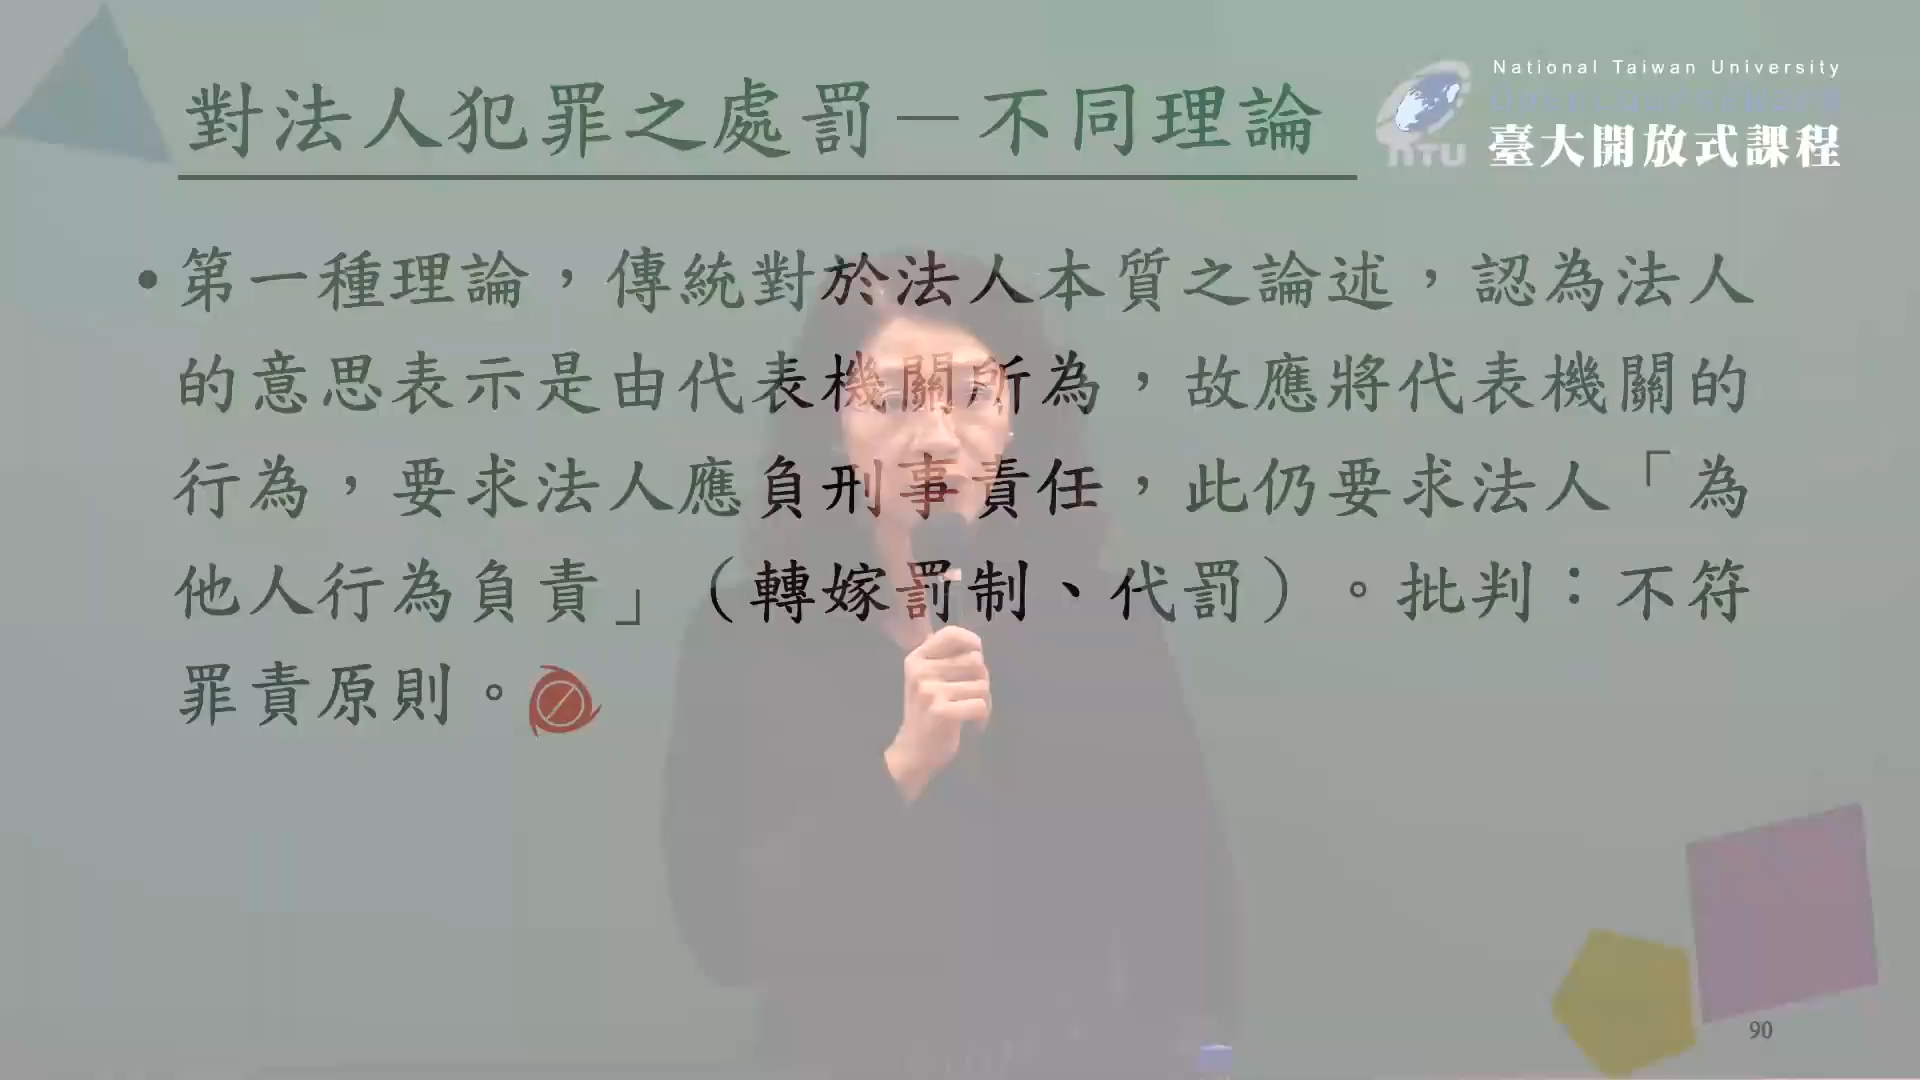 對法人犯罪之處罰－不同理論
National Taiwan University
OpenCourseWare
臺大開放式課程
NTU
•第一種理論，傳統對於法人本質之論述，認為法人
的意思表示是由代表機關所為，故應將代表機關的
行為，要求法人應負刑事責任，此仍要求法人「為
他人行為負責」（轉嫁罰制、代罰）。批判：不符
罪責原則。
90